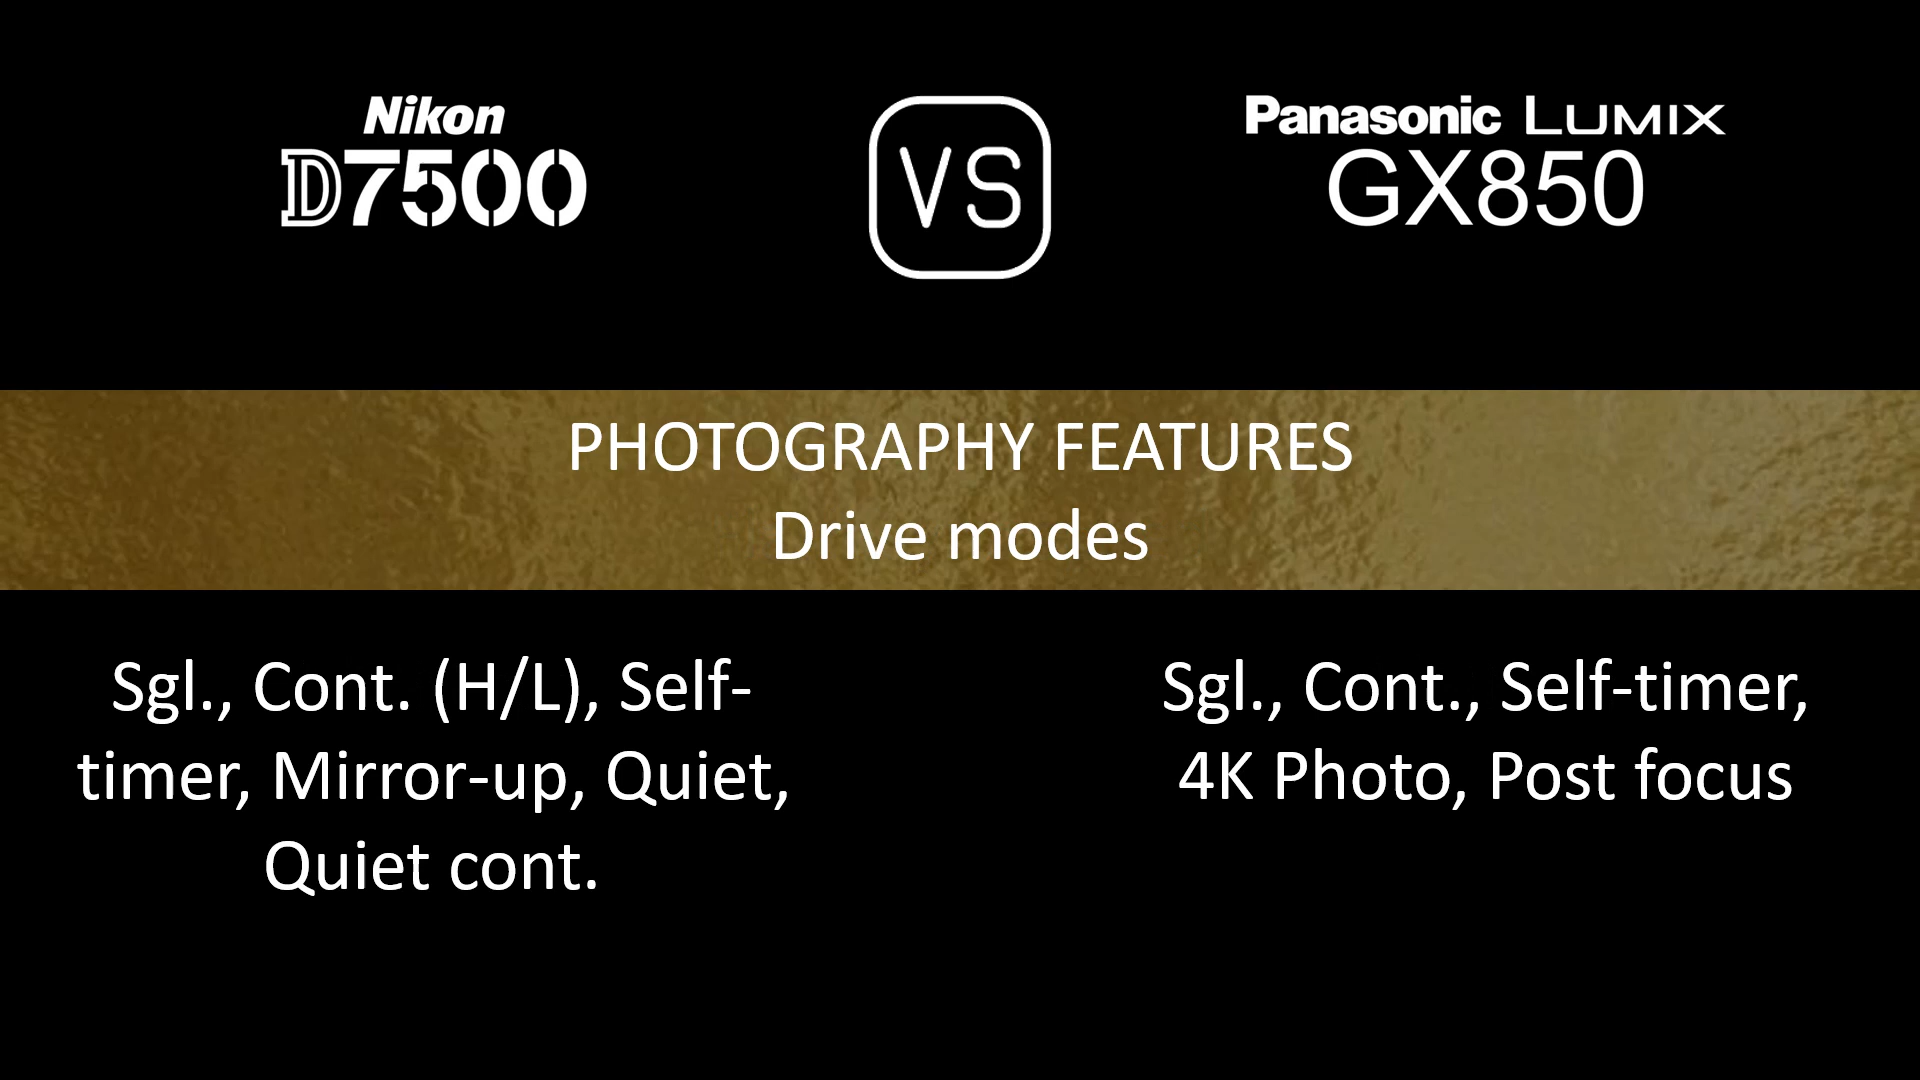 Nikon
D7500
VS
Panasonic LUMIX
GX850
PHOTOGRAPHY FEATURES
Drive modes
Sgl., Cont. (H/L), Self-
timer, Mirror-up, Quiet,
Quiet cont.
Sgl., Cont., Self-timer,
4K Photo, Post focus